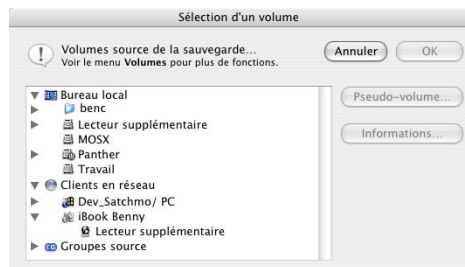 Sélection d'un volume
Volumes source de la sauvegarde...
Voir le menu Volumes pour plus de fonctions.
Annuler
OK
Bureau local
benc
Lecteur supplémentaire
MOSX
Panther
Travail
Clients en réseau
Dev_Satchmo/ PC
iBook Benny
Lecteur supplémentaire
Groupes source
Pseudo-volume...
Informations...